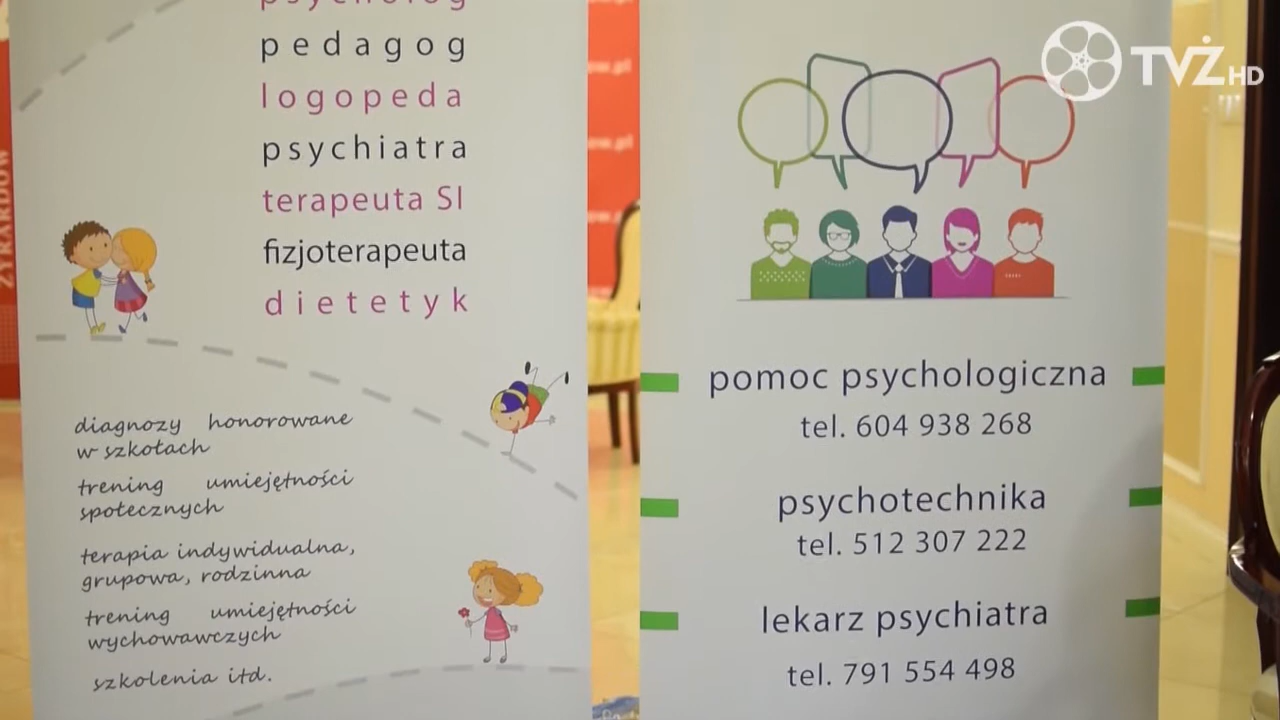 psycholog
pedagog
logopeda
psychiatra
terapeuta SI
fizjoterapeuta
dietetyk
diagnozy honorowane
w szkołach
trening umiejętności
społecznych
terapia indywidualna,
grupowa, rodzinna
trening umiejętności
wychowawczych
szkolenia itd.
ŻYRARDÓW
TVŻ HD
pomoc psychologiczna
tel. 604 938 268
psychotechnika
tel. 512 307 222
lekarz psychiatra
tel. 791 554 498